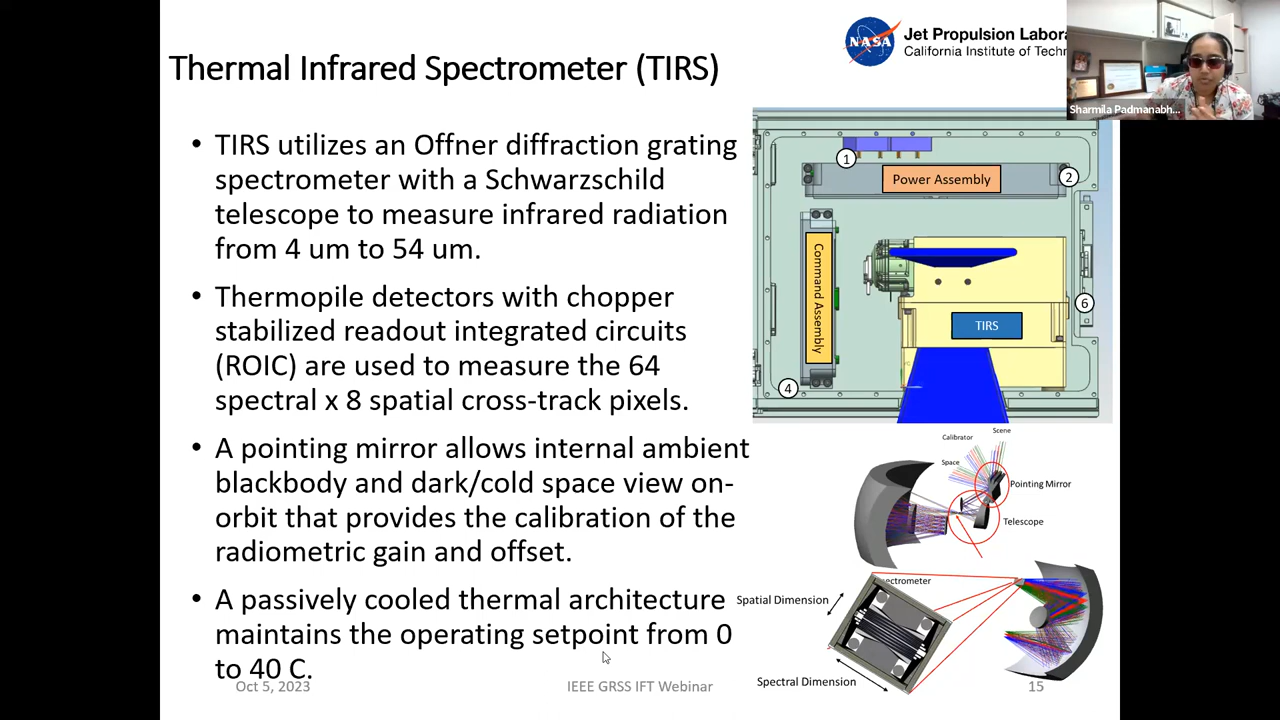 NASA
Jet Propulsion Labora
California Institute of Techn
Sharmila Padmanabh...
Thermal Infrared Spectrometer (TIRS)
• TIRS utilizes an Offner diffraction grating
spectrometer with a Schwarzschild
telescope to measure infrared radiation
from 4 um to 54 um.
• Thermopile detectors with chopper
stabilized readout integrated circuits
(ROIC) are used to measure the 64
spectral x 8 spatial cross-track pixels.
• A pointing mirror allows internal ambient
blackbody and dark/cold space view on-
orbit that provides the calibration of the
radiometric gain and offset.
• A passively cooled thermal architecture
maintains the operating setpoint from 0
to 40 C.
1
Power Assembly
2
Command Assembly
6
TIRS
4
Scene
Calibrator
Space
Pointing Mirror
Telescope
ectrometer
Spatial Dimension
Spectral Dimension
Oct 5, 2023
IEEE GRSS IFT Webinar
15